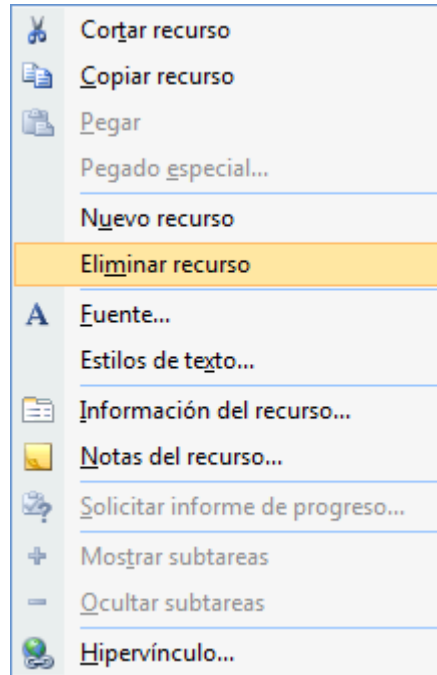 Cortar recurso
Copiar recurso
Pegar
Pegado especial...
Nuevo recurso
Eliminar recurso
Fuente...
Estilos de texto...
Información del recurso...
Notas del recurso...
Solicitar informe de progreso...
Mostrar subtareas
Ocultar subtareas
Hipervínculo...